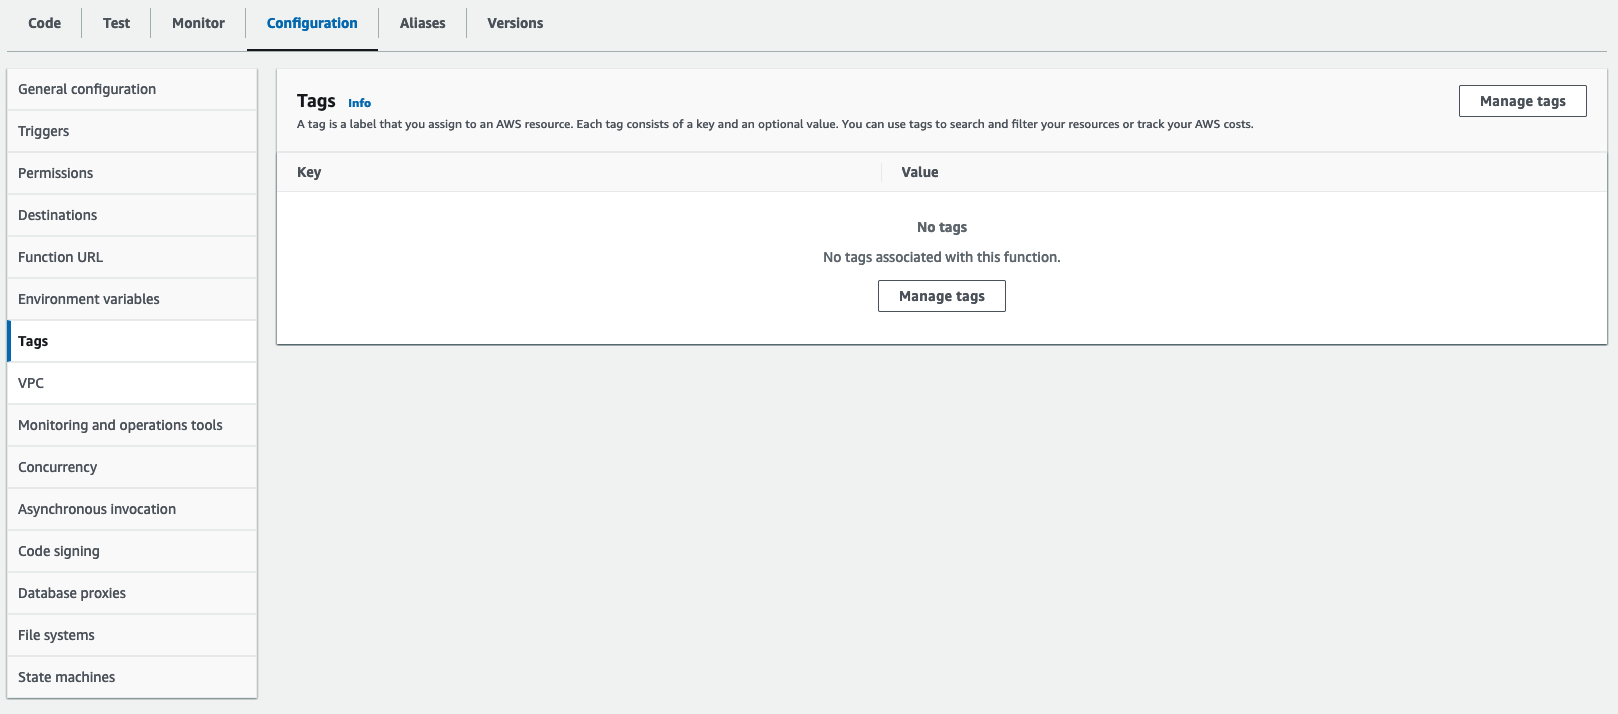 Code Test Monitor Configuration Aliases Versions
General configuration
Triggers
Permissions
Destinations
Function URL
Environment variables
Tags
VPC
Monitoring and operations tools
Concurrency
Asynchronous invocation
Code signing
Database proxies
File systems
State machines
Tags Info
Manage tags
A tag is a label that you assign to an AWS resource. Each tag consists of a key and an optional value. You can use tags to search and filter your resources or track your AWS costs.
Key Value
No tags
No tags associated with this function.
Manage tags